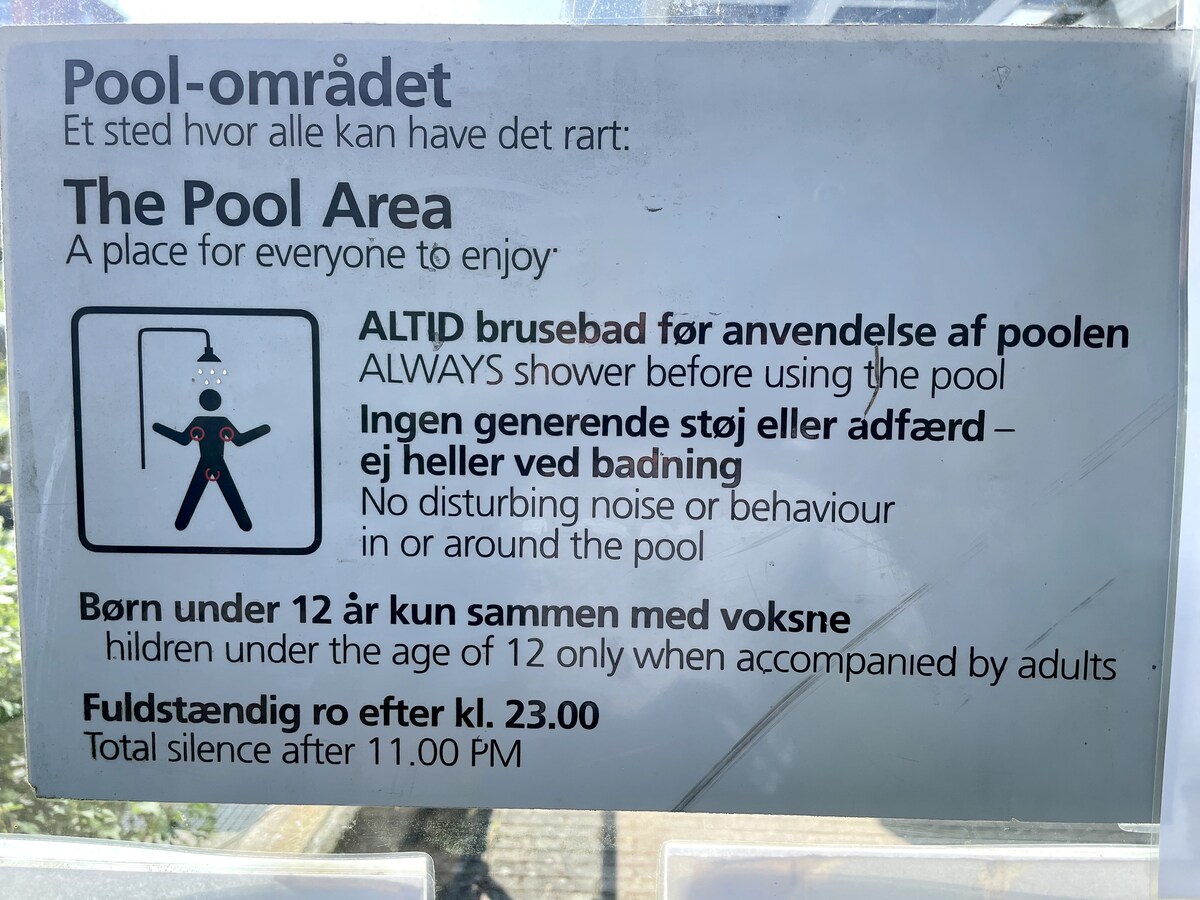 Pool-området
Et sted hvor alle kan have det rart:
The Pool Area
A place for everyone to enjoy:
ALTID brusebad før anvendelse af poolen
ALWAYS shower before using the pool
Ingen generende støj eller adfærd –
ej heller ved badning
No disturbing noise or behaviour
in or around the pool
Børn under 12 år kun sammen med voksne
hildren under the age of 12 only when accompanied by adults
Fuldstændig ro efter kl. 23.00
Total silence after 11.00 PM